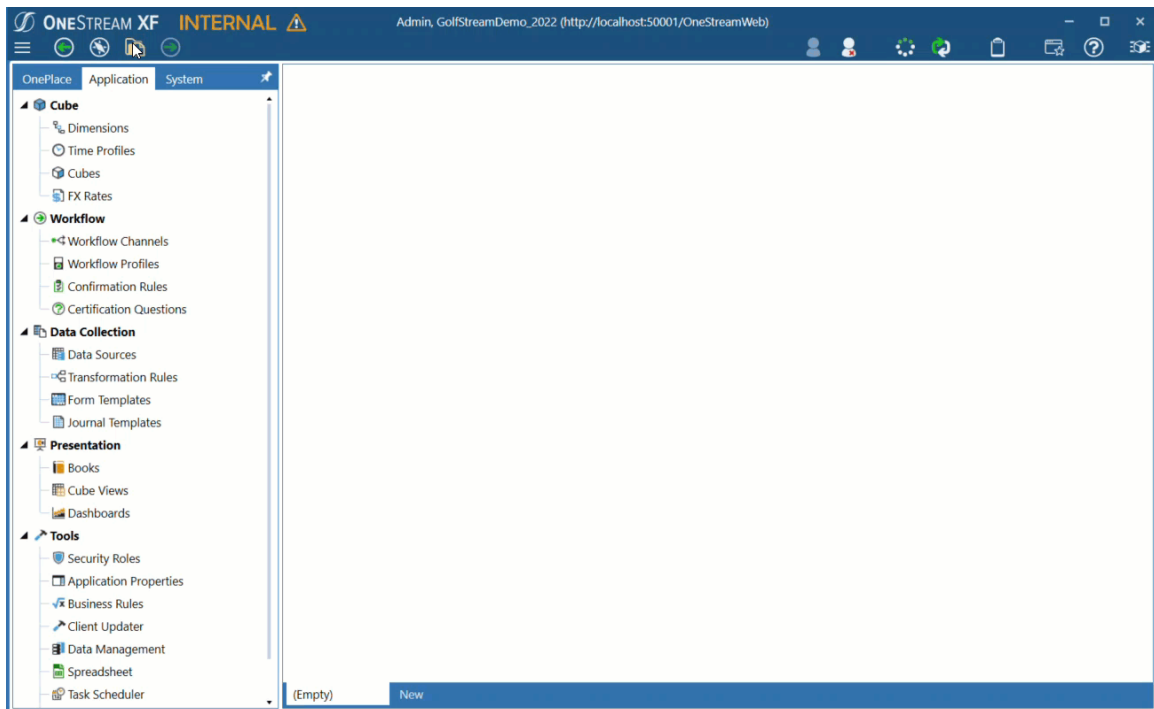 ONESTREAM XF INTERNAL
Admin, GolfStreamDemo_2022 (http://localhost:50001/OneStreamWeb)
OnePlace Application System
Cube
Dimensions
Time Profiles
Cubes
FX Rates
Workflow
Workflow Channels
Workflow Profiles
Confirmation Rules
Certification Questions
Data Collection
Data Sources
Transformation Rules
Form Templates
Journal Templates
Presentation
Books
Cube Views
Dashboards
Tools
Security Roles
Application Properties
Business Rules
Client Updater
Data Management
Spreadsheet
Task Scheduler
(Empty) New